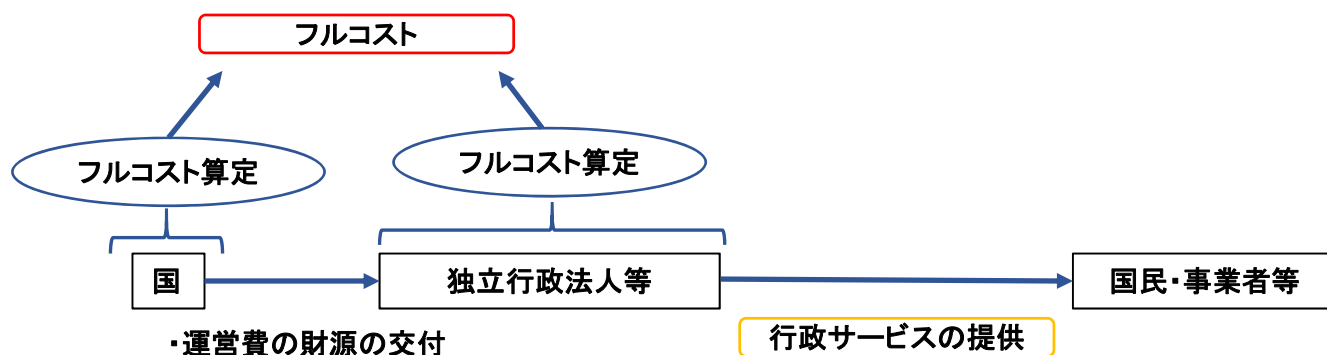 フルコスト
フルコスト算定
フルコスト算定
国
独立行政法人等
国民・事業者等
・運営費の財源の交付
行政サービスの提供